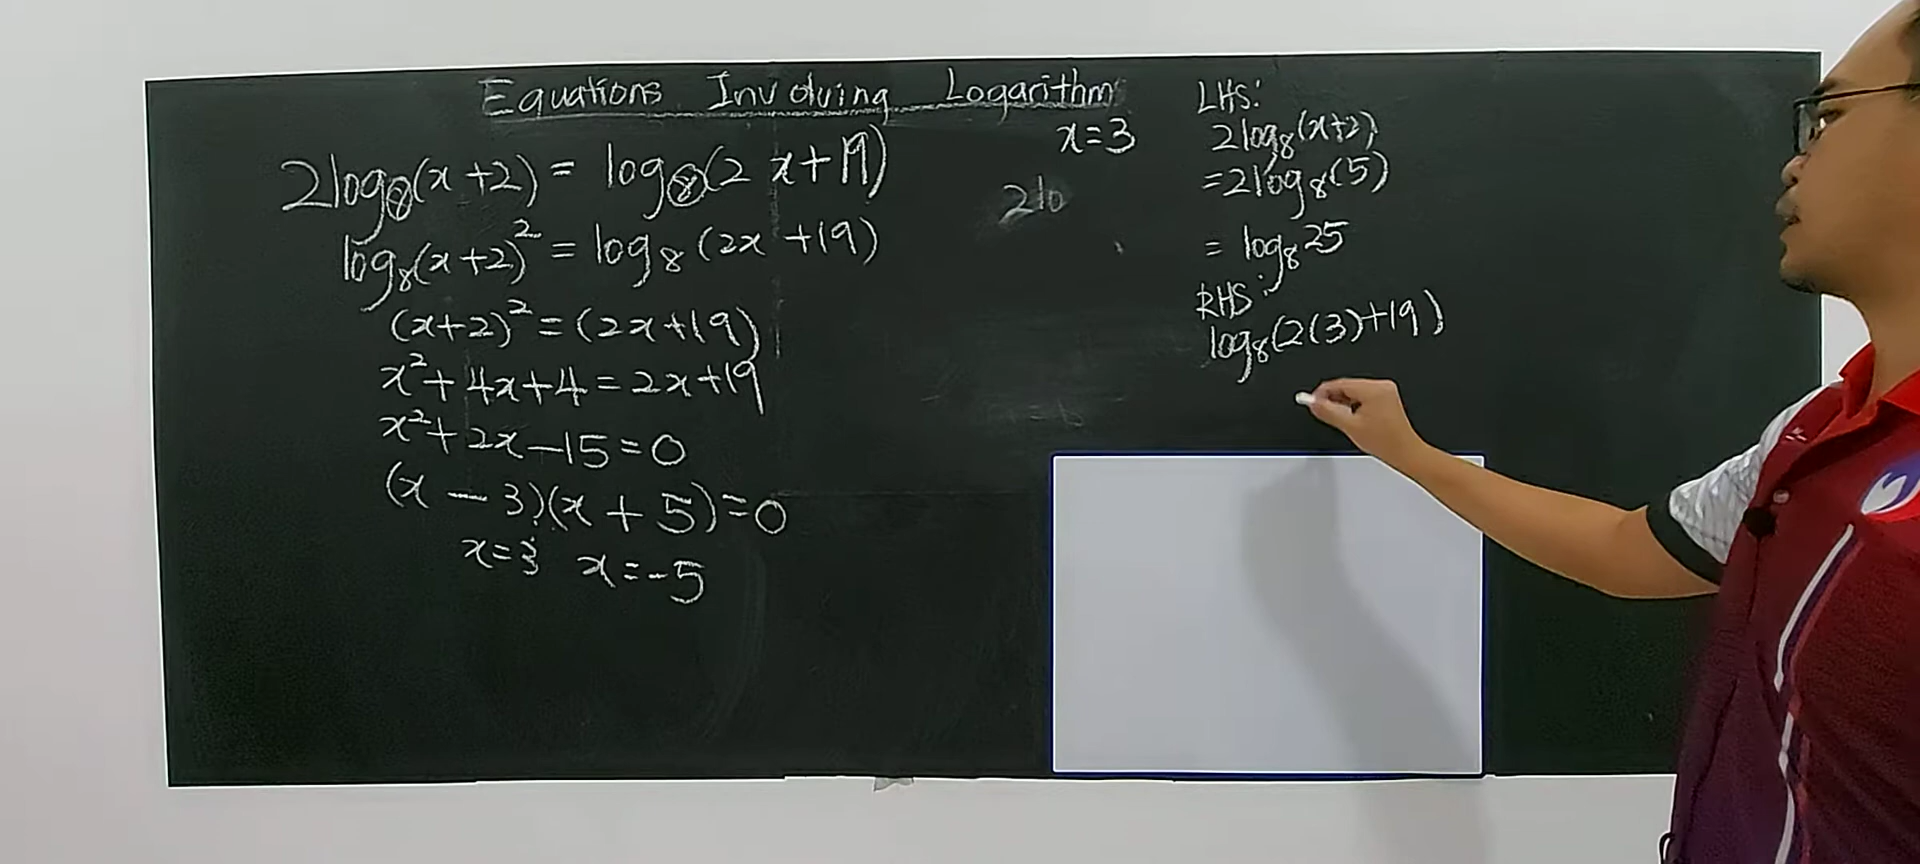 Equations Involving Logarithm
2log₈(x+2) = log₈(2x+19)
log₈(x+2)² = log₈(2x+19)
(x+2)² = (2x+19)
x²+4x+4=2x+19
x²+2x-15=0
(x-3)(x+5)=0
x=3 x=-5
x=3
2lo
LHS:
2log₈(x+2)
=2log₈(5)
=log₈25
RHS:
log₈(2(3)+19)